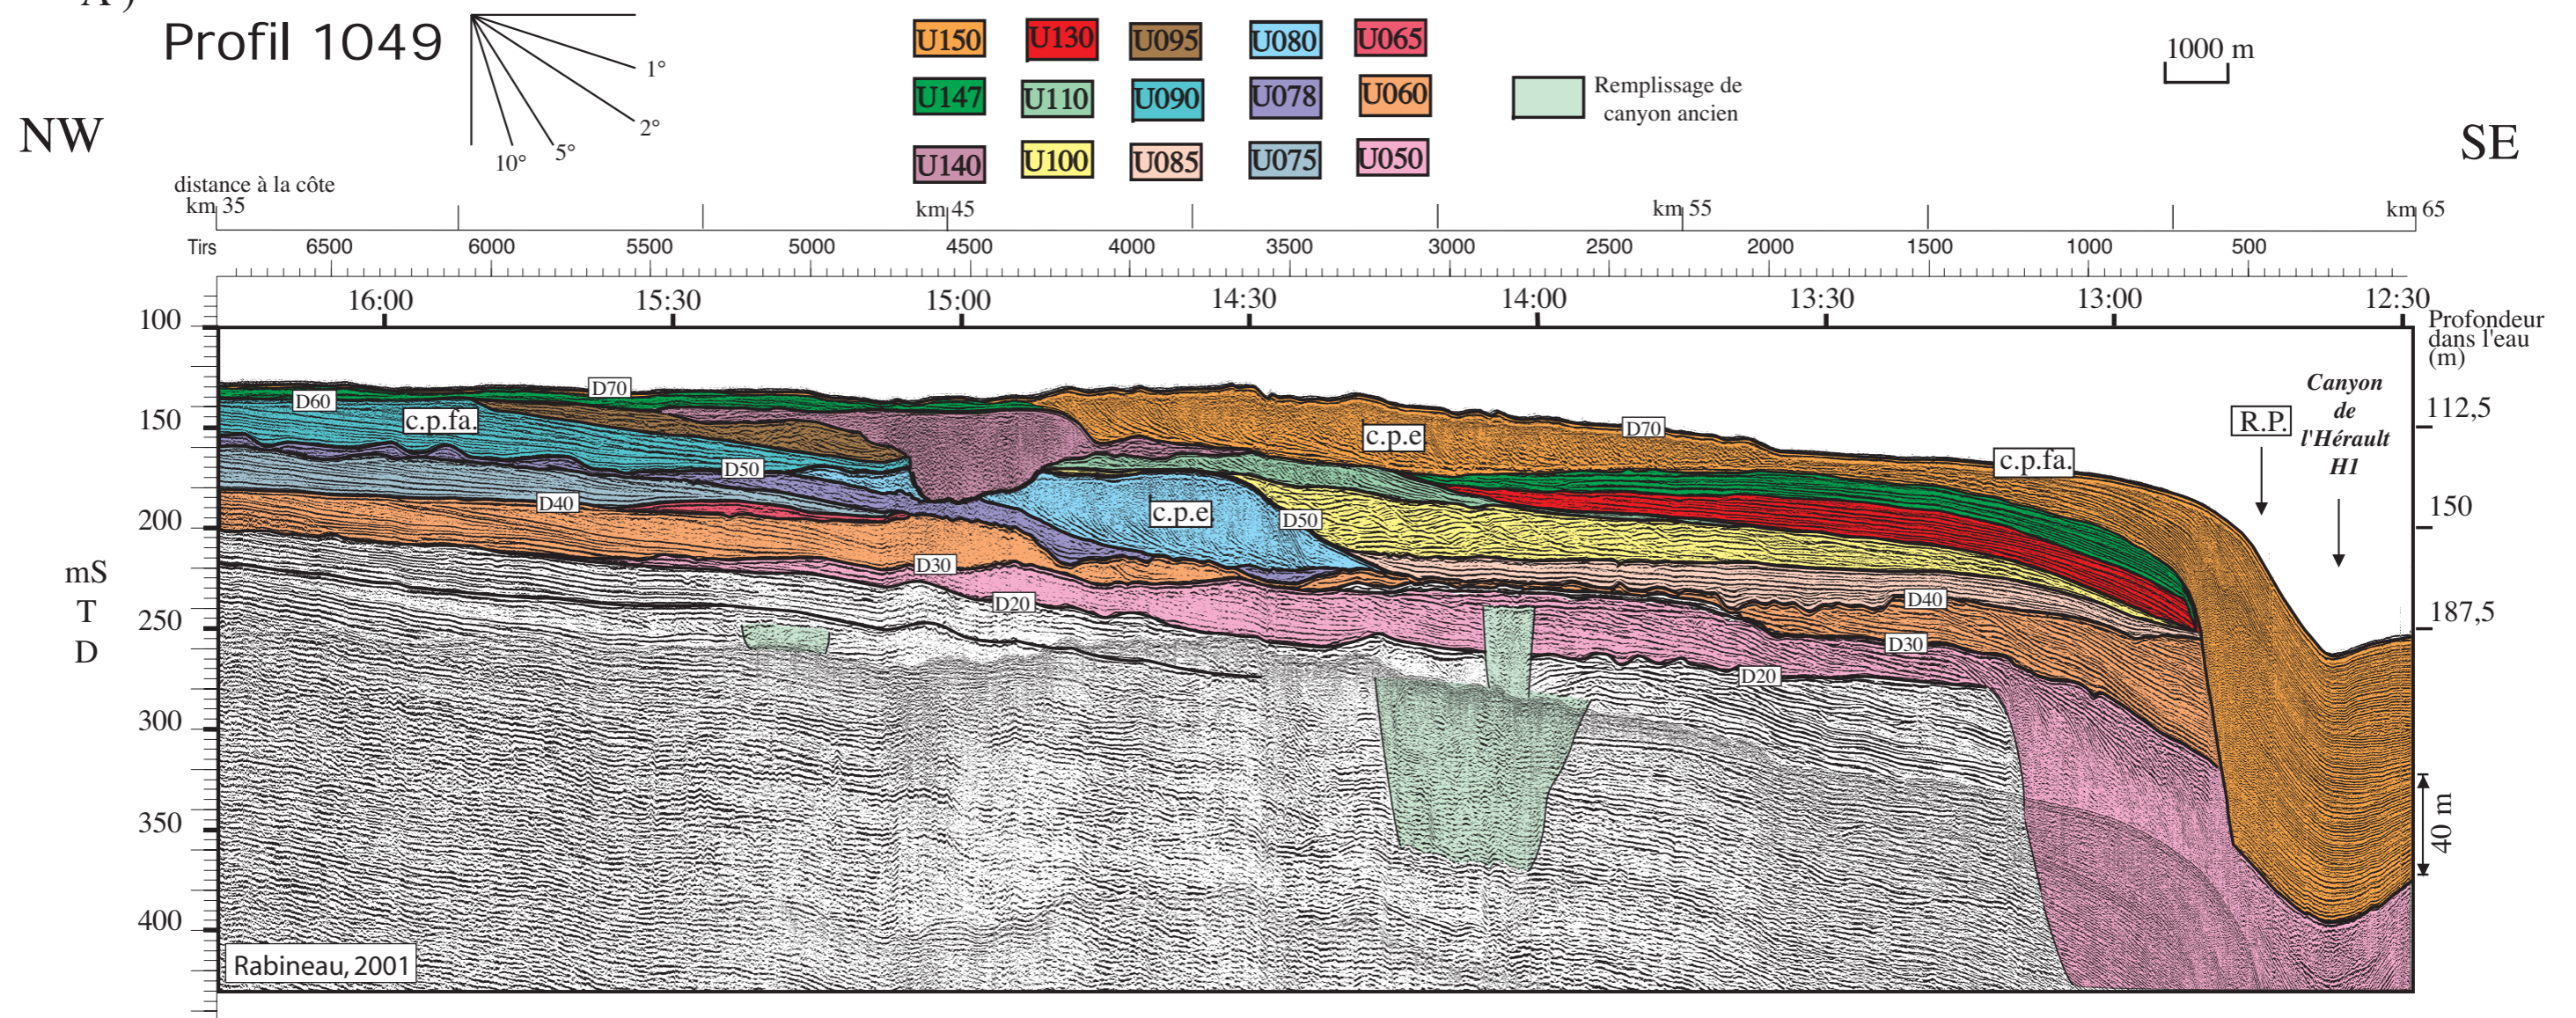 A )
Profil 1049
1°
2°
5°
10°
U150 U130 U095 U080 U065
U147 U110 U090 U078 U060
U140 U100 U085 U075 U050
Remplissage de
canyon ancien
1000 m
NW
SE
distance à la côte
km 35 km 45 km 55 km 65
Tirs 6500 6000 5500 5000 4500 4000 3500 3000 2500 2000 1500 1000 500
16:00 15:30 15:00 14:30 14:00 13:30 13:00 12:30
100
150
200
250
300
350
400
mS
T
D
Profondeur
dans l'eau
(m)
112,5
150
187,5
40 m
Canyon
de
l'Hérault
H1
R.P.
D70
D60
c.p.fa.
D50
D40
D30
D20
c.p.e
c.p.e
D50
D70
c.p.fa.
D40
D30
D20
Rabineau, 2001